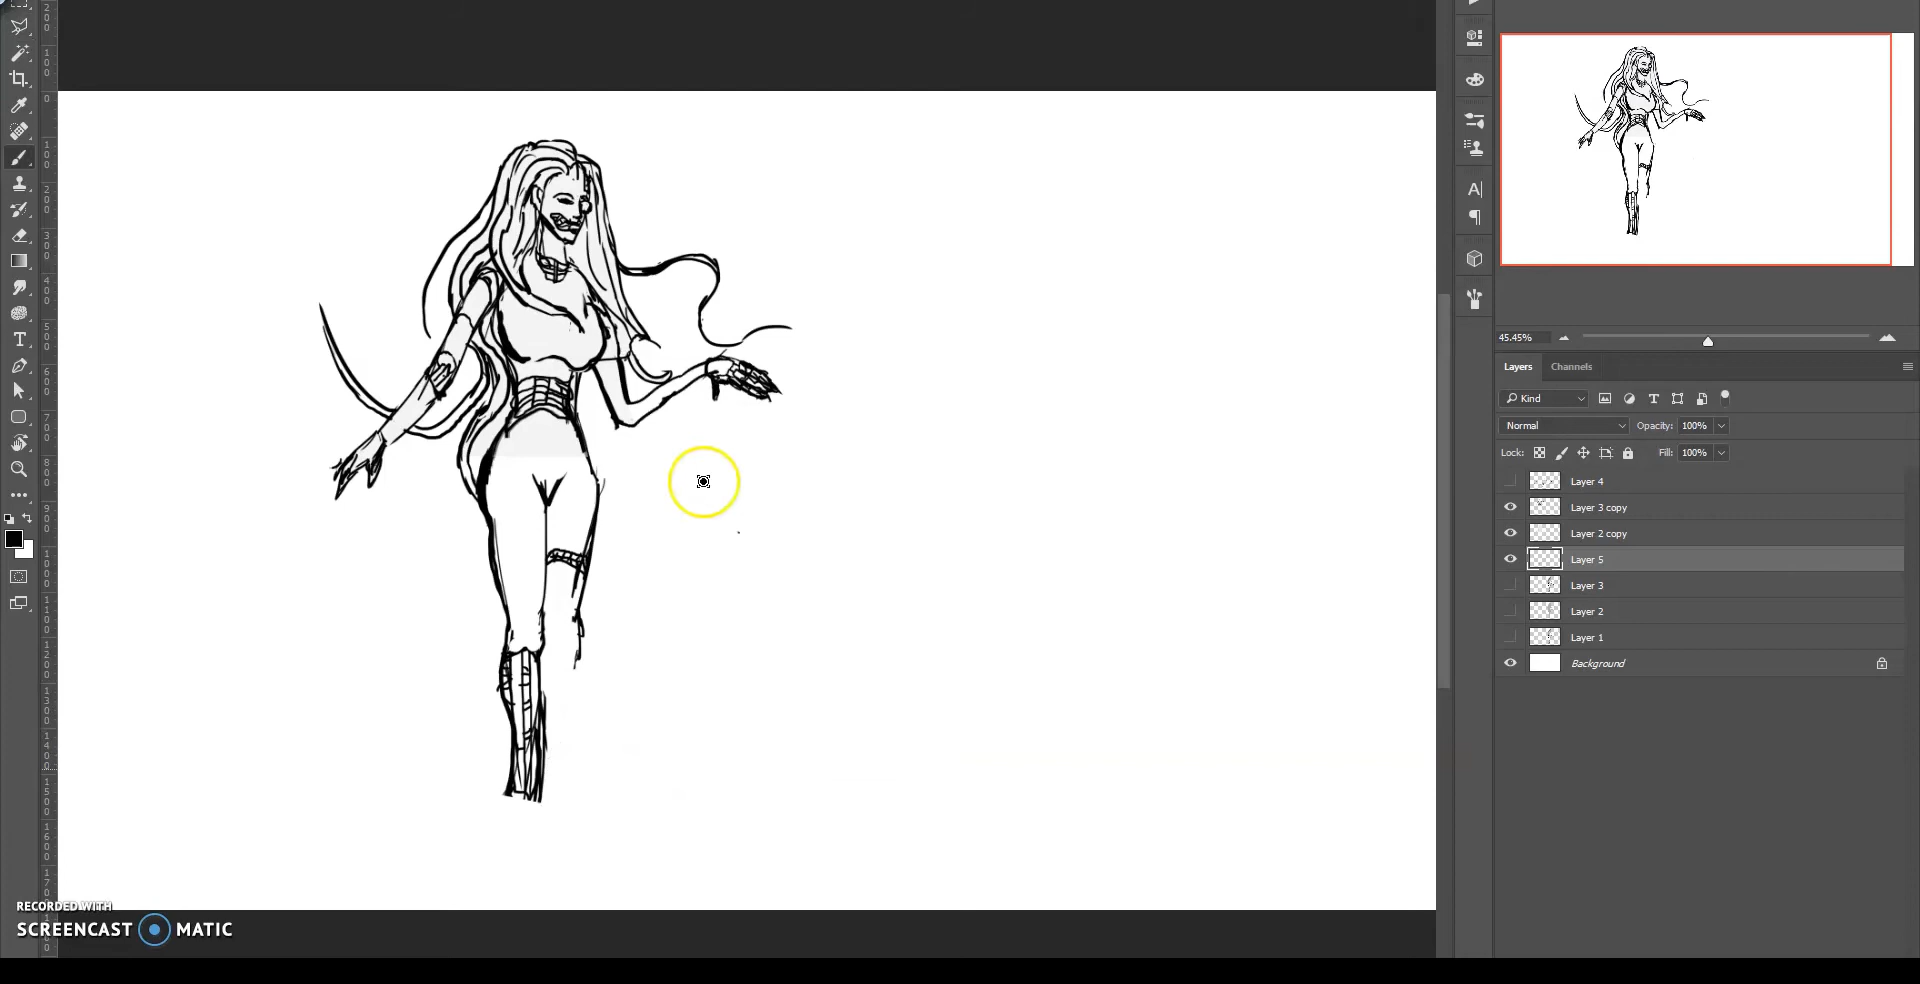 45.45%
Layers
Channels
Kind
Normal
Opacity: 100%
Lock:
Fill: 100%
Layer 4
Layer 3 copy
Layer 2 copy
Layer 5
Layer 3
Layer 2
Layer 1
Background
RECORDED WITH
SCREENCAST MATIC